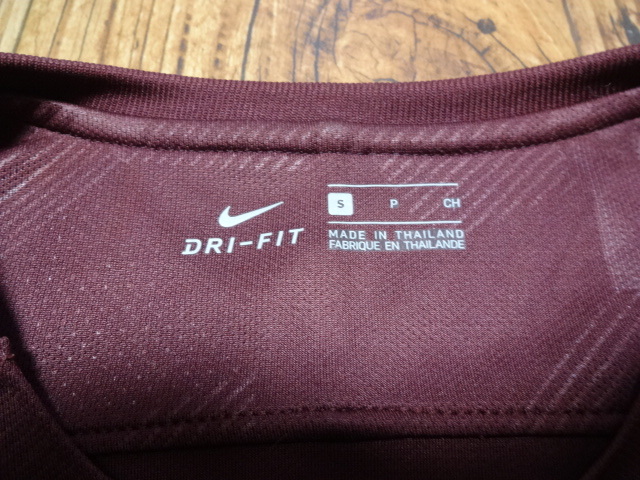 DRI-FIT
S P CH
MADE IN THAILAND
FABRIQUE EN THAILANDE